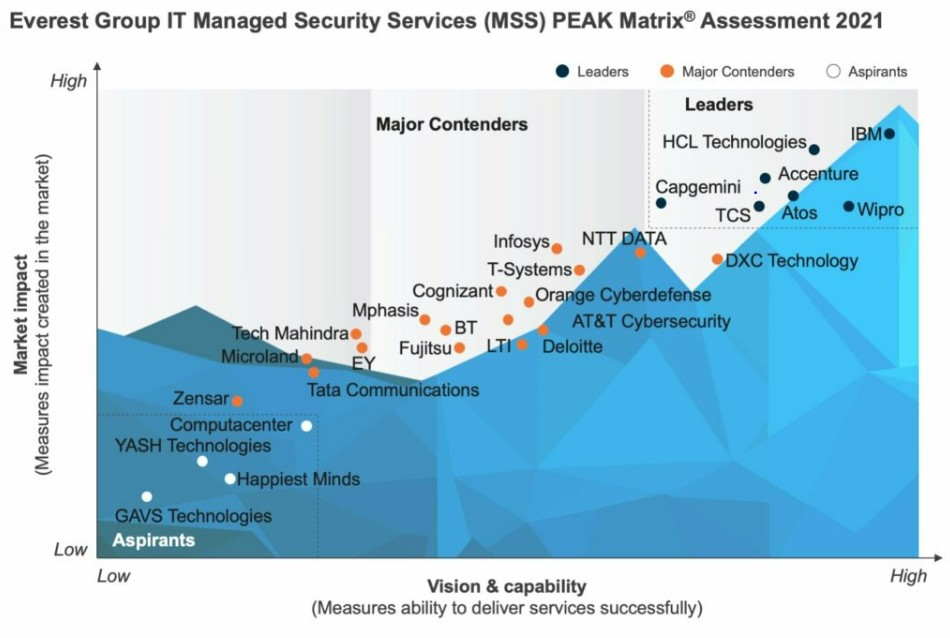 Everest Group IT Managed Security Services (MSS) PEAK Matrix® Assessment 2021
High
Leaders
Major Contenders
Aspirants
Leaders
Major Contenders
HCL Technologies
IBM
Accenture
Capgemini
TCS
Atos
Wipro
Infosys
NTT DATA
T-Systems
DXC Technology
Cognizant
Orange Cyberdefense
Mphasis
AT&T Cybersecurity
BT
Tech Mahindra
Fujitsu
LTI
Deloitte
Microland
EY
Tata Communications
Zensar
Computacenter
YASH Technologies
Happiest Minds
GAVS Technologies
Aspirants
Market impact
(Measures impact created in the market)
Low
Low
High
Vision & capability
(Measures ability to deliver services successfully)